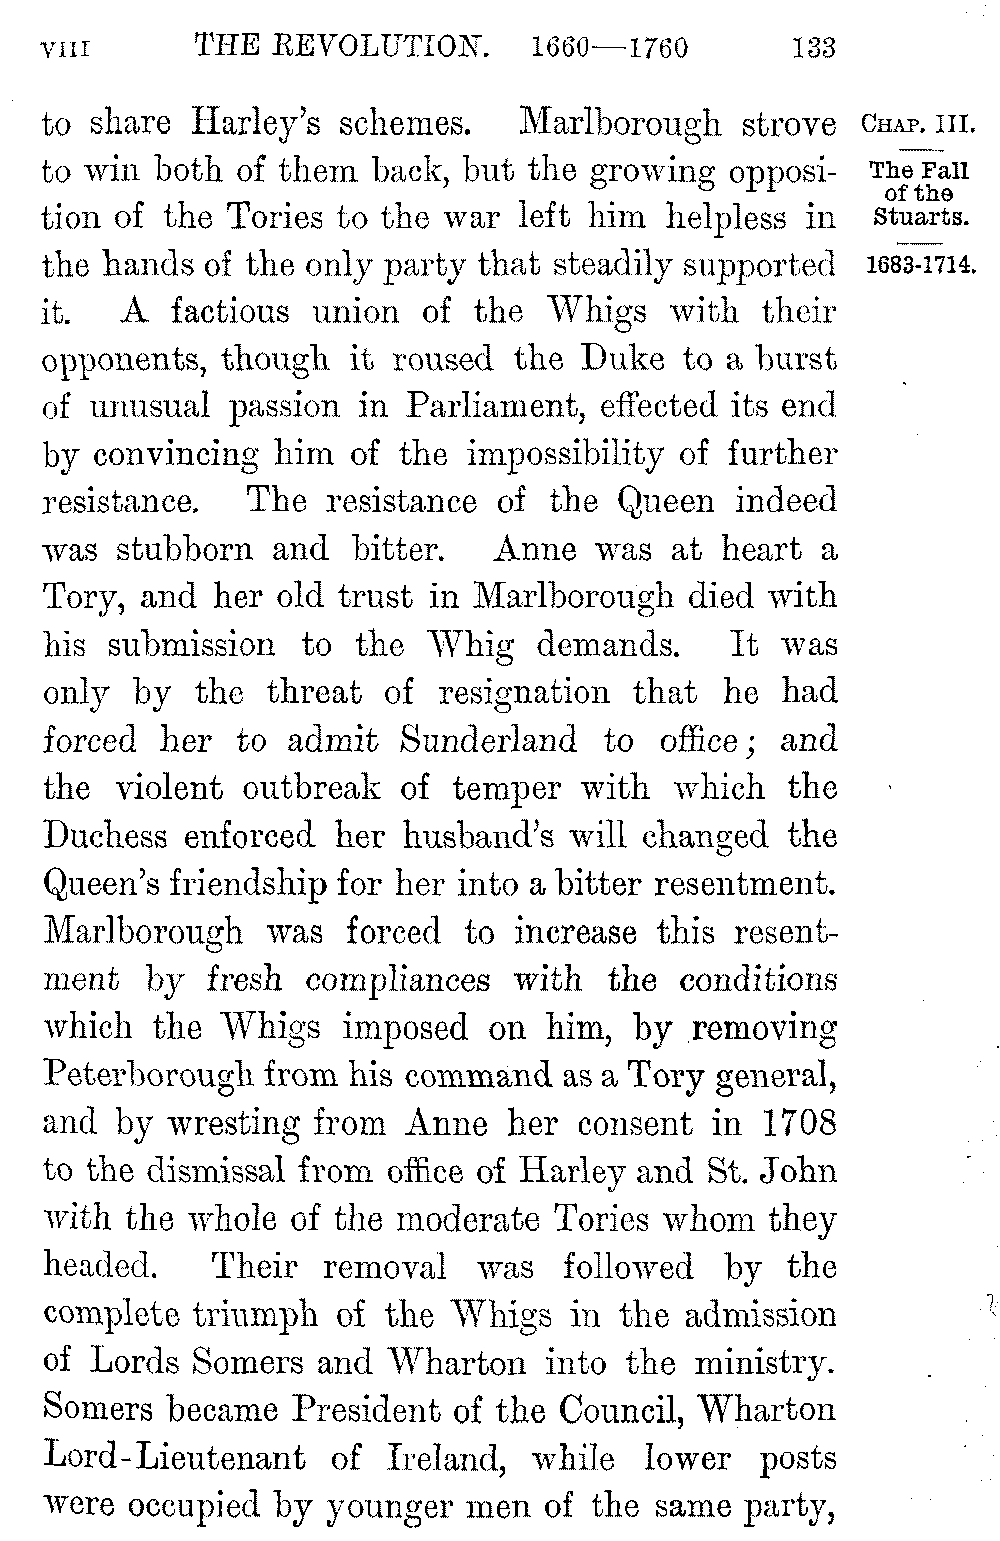 VIII THE REVOLUTION. 1660—1760 133
to share Harley's schemes. Marlborough strove
to win both of them back, but the growing opposi-
tion of the Tories to the war left him helpless in
the hands of the only party that steadily supported
it. A factious union of the Whigs with their
opponents, though it roused the Duke to a burst
of unusual passion in Parliament, effected its end
by convincing him of the impossibility of further
resistance. The resistance of the Queen indeed
was stubborn and bitter. Anne was at heart a
Tory, and her old trust in Marlborough died with
his submission to the Whig demands. It was
only by the threat of resignation that he had
forced her to admit Sunderland to office; and
the violent outbreak of temper with which the
Duchess enforced her husband's will changed the
Queen's friendship for her into a bitter resentment.
Marlborough was forced to increase this resent-
ment by fresh compliances with the conditions
which the Whigs imposed on him, by removing
Peterborough from his command as a Tory general,
and by wresting from Anne her consent in 1708
to the dismissal from office of Harley and St. John
with the whole of the moderate Tories whom they
headed. Their removal was followed by the
complete triumph of the Whigs in the admission
of Lords Somers and Wharton into the ministry.
Somers became President of the Council, Wharton
Lord-Lieutenant of Ireland, while lower posts
were occupied by younger men of the same party,
CHAP. III.
The Fall
of the
Stuarts.
1683-1714.